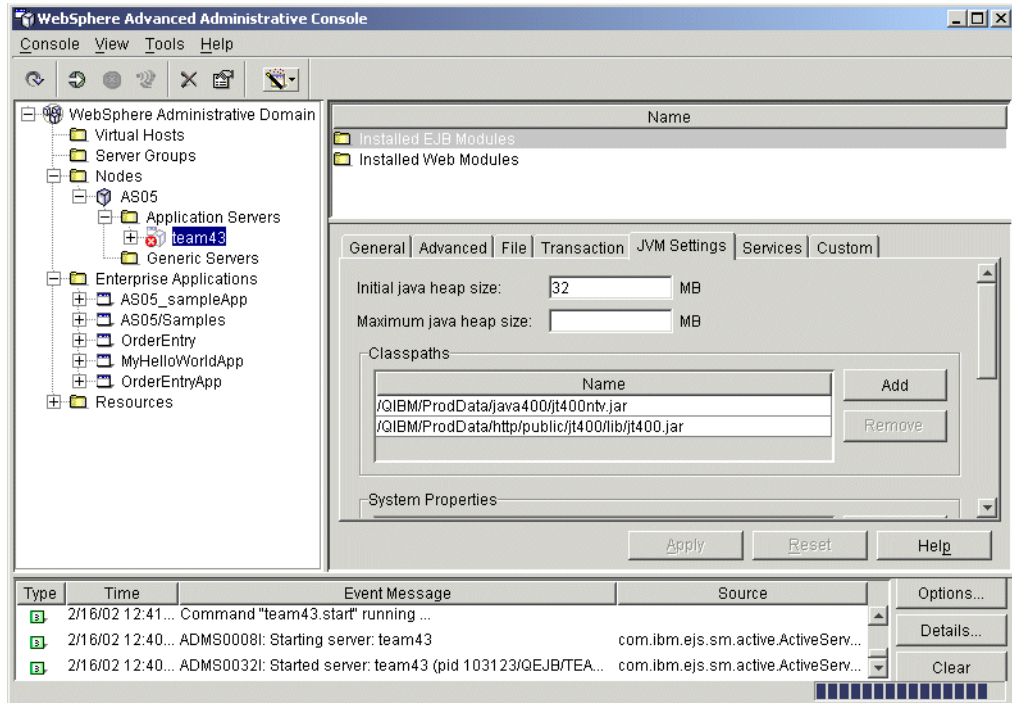 WebSphere Advanced Administrative Console
Console View Tools Help
WebSphere Administrative Domain
Virtual Hosts
Server Groups
Nodes
AS05
Application Servers
team43
Generic Servers
Enterprise Applications
AS05_sampleApp
AS05/Samples
OrderEntry
MyHelloWorldApp
OrderEntryApp
Resources
Name
Installed EJB Modules
Installed Web Modules
General Advanced File Transaction JVM Settings Services Custom
Initial java heap size: 32 MB
Maximum java heap size: MB
Classpaths
Name
/QIBM/ProdData/java400/jt400ntv.jar
/QIBM/ProdData/http/public/jt400/lib/jt400.jar
Add
Remove
System Properties
Apply Reset Help
Type Time Event Message Source
2/16/02 12:41... Command "team43.start" running ...
2/16/02 12:40... ADMS0008I: Starting server: team43 com.ibm.ejs.sm.active.ActiveServ...
2/16/02 12:40... ADMS0032I: Started server: team43 (pid 103123/QEJB/TEA... com.ibm.ejs.sm.active.ActiveServ...
Options...
Details...
Clear